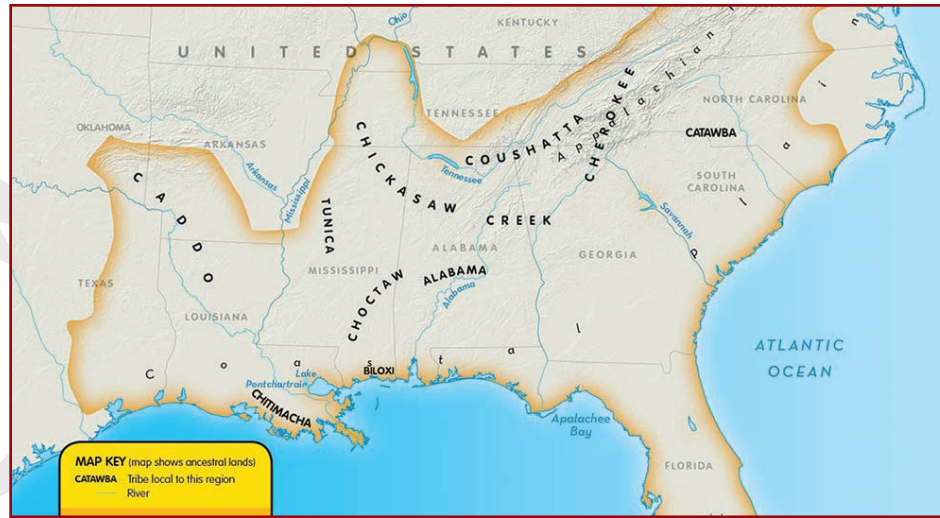 Ohio
KENTUCKY
UNITED STATES
Appalachian
TENNESSEE
NORTH CAROLINA
OKLAHOMA
ARKANSAS
CHEROKEE
COUSHATTA
CATAWBA
CHICKASAW
Arkansas
Mississippi
Tennessee
CADDO
SOUTH
CAROLINA
TUNICA
CREEK
Savannah
ALABAMA
GEORGIA
MISSISSIPPI
ALABAMA
CHOCTAW
Alabama
TEXAS
LOUISIANA
Coastal Plain
ATLANTIC
OCEAN
Lake
Pontchartrain
BILOXI
CHITIMACHA
Apalachee
Bay
FLORIDA
MAP KEY (map shows ancestral lands)
CATAWBA Tribe local to this region
River